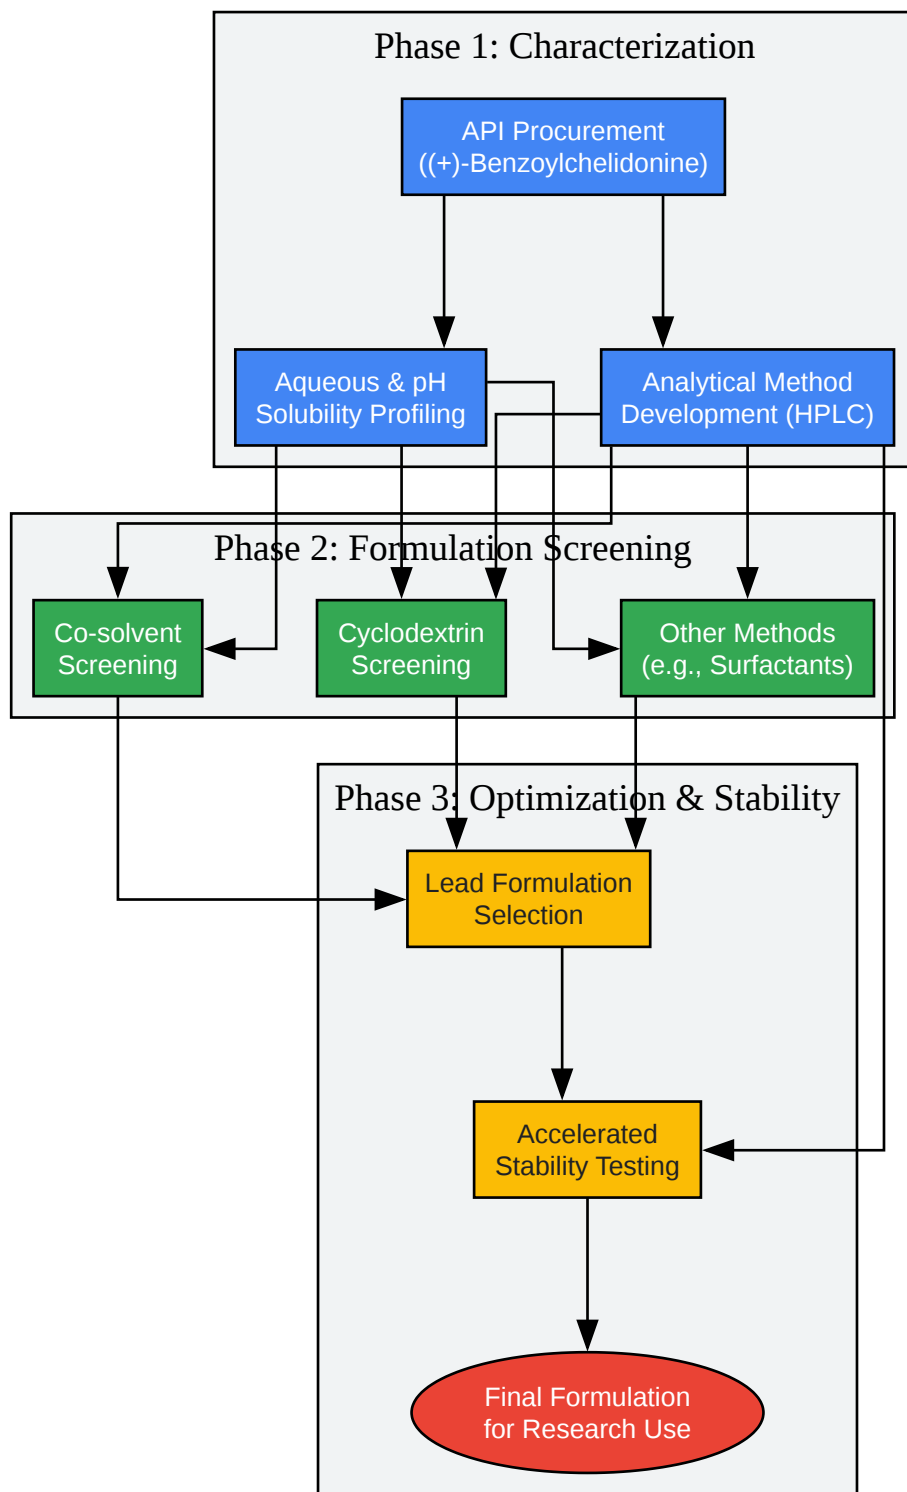 Phase 1: Characterization
API Procurement
((+)-Benzoylchelidonine)
Aqueous & pH
Solubility Profiling
Analytical Method
Development (HPLC)
Phase 2: Formulation Screening
Co-solvent
Screening
Cyclodextrin
Screening
Other Methods
(e.g., Surfactants)
Phase 3: Optimization & Stability
Lead Formulation
Selection
Accelerated
Stability Testing
Final Formulation
for Research Use